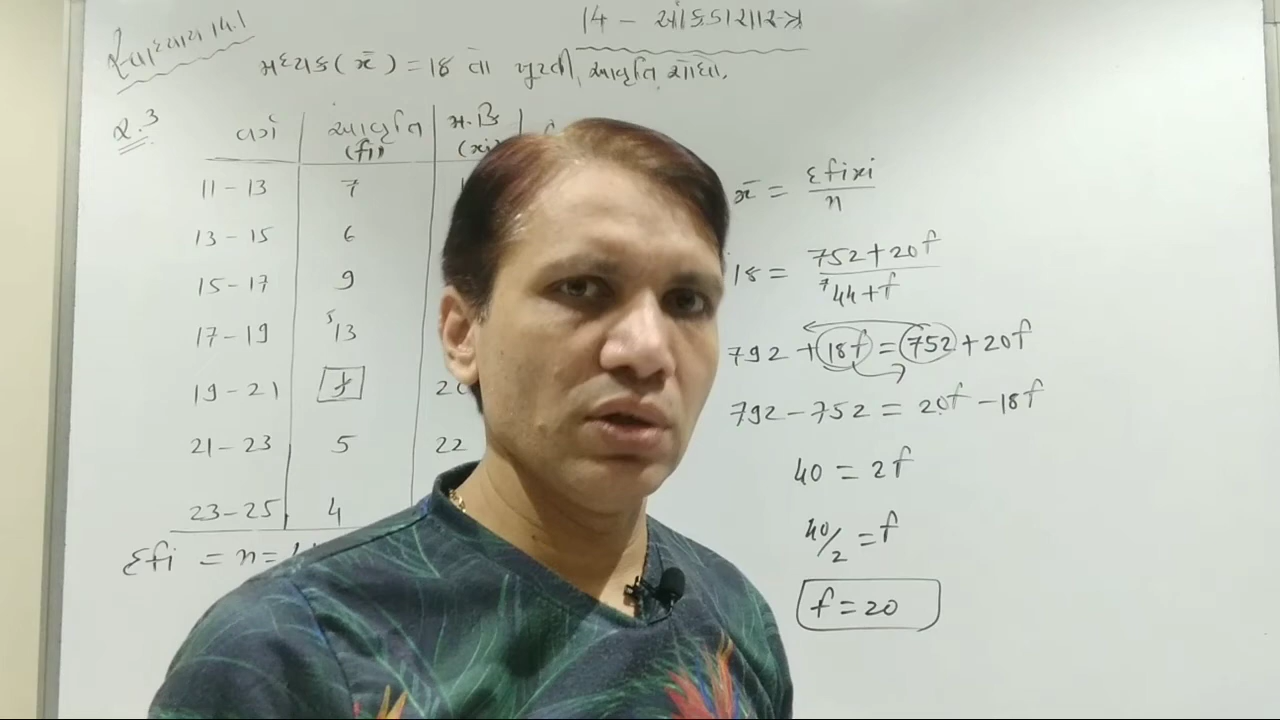 સ્વાધ્યાય 14.1
14 - આંકડાશાસ્ત્ર
મધ્યક (x̄) = 18 તો ખૂટતી આવૃત્તિ શોધો.
પ્ર.3
વર્ગ આવૃત્તિ (fi) મ.કિ (xi)
11 - 13 7
13 - 15 6
15 - 17 9
17 - 19 13
19 - 21 f 20
21 - 23 5 22
23 - 25 4
Σfi = n =
x̄ = Σfixi / n
18 = 752 + 20f / 44 + f
792 + 18f = 752 + 20f
792 - 752 = 20f - 18f
40 = 2f
40/2 = f
f = 20